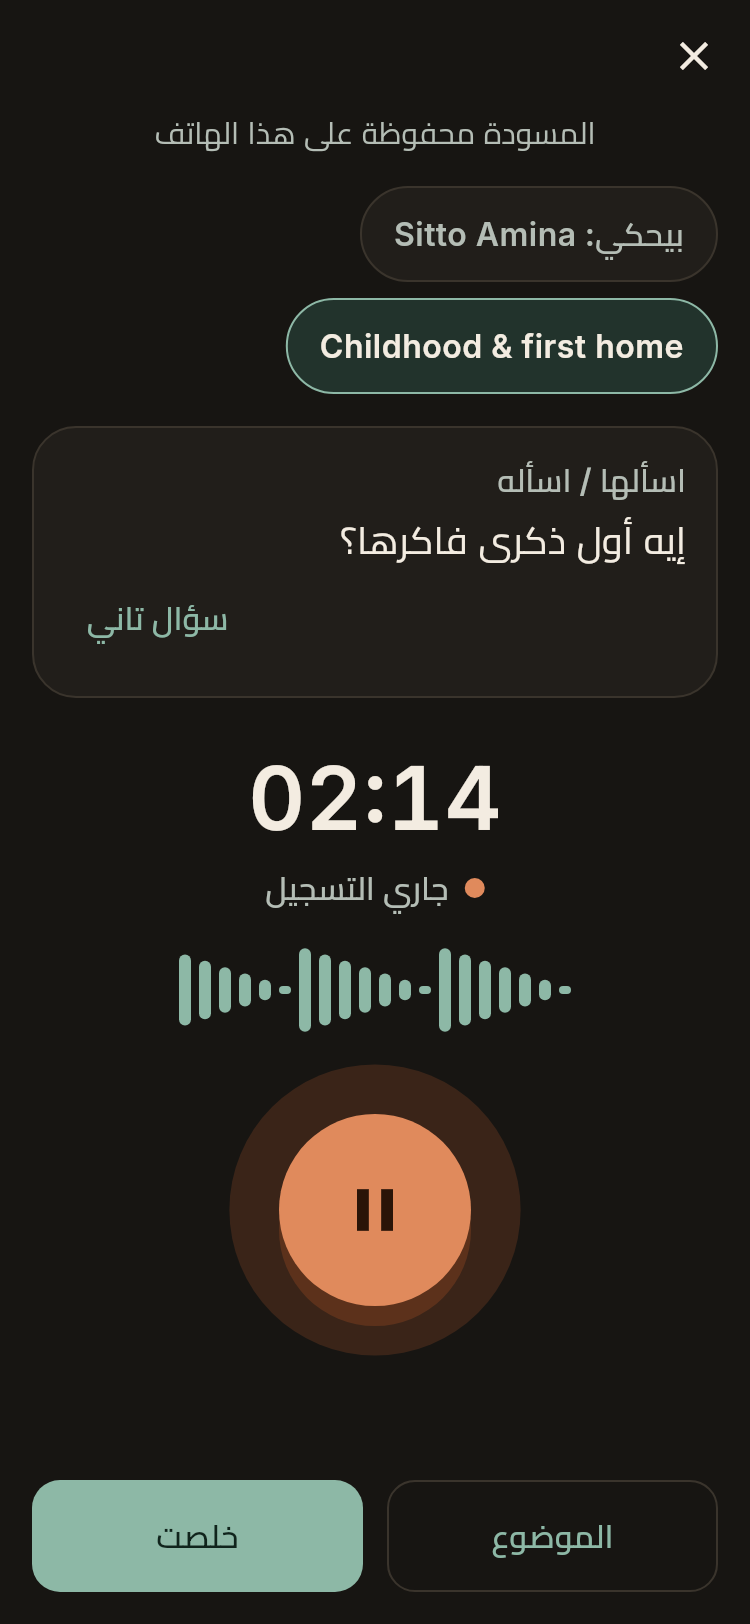 المسودة محفوظة على هذا الهاتف
بيحكي: Sitto Amina
Childhood & first home
اسألها / اسأله
إيه أول ذكرى فاكرها؟
سؤال تاني
02:14
جاري التسجيل
الموضوع
خلصت